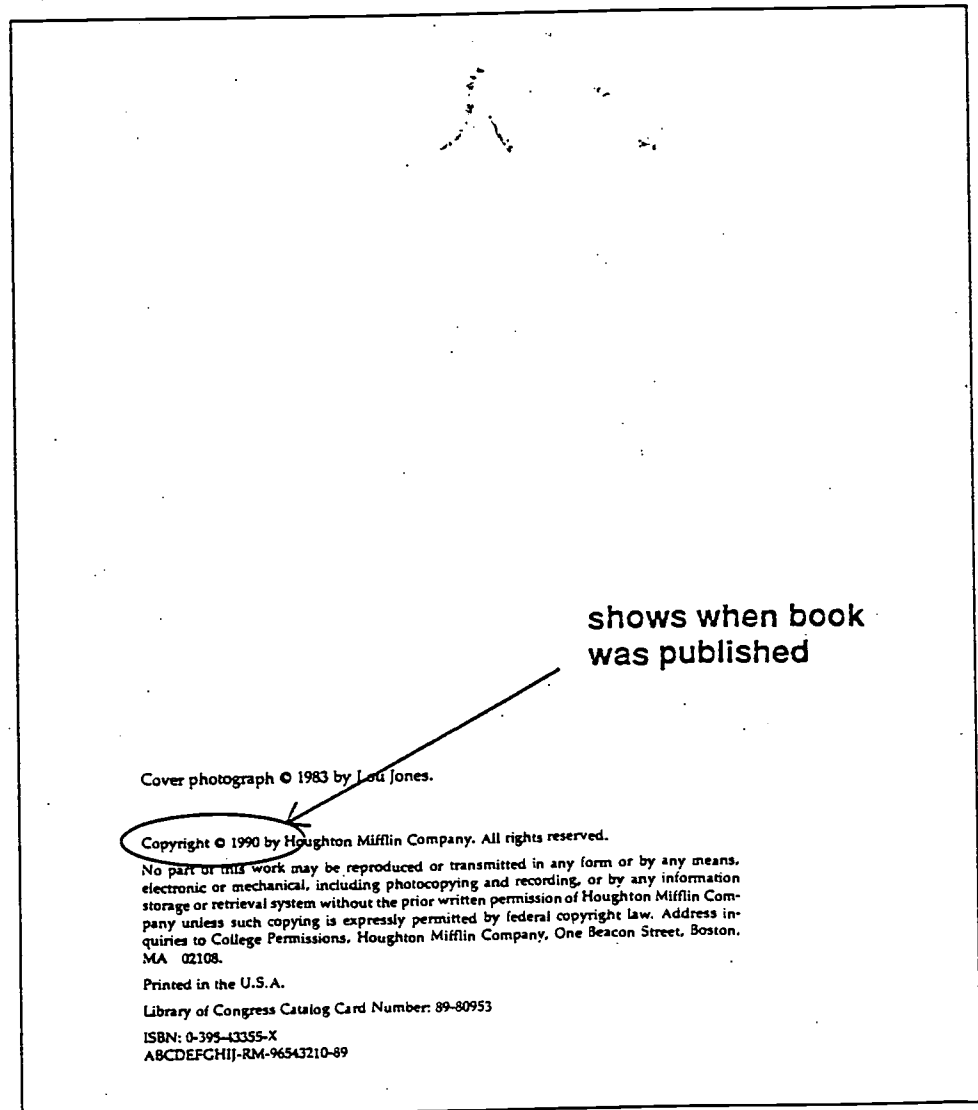 shows when book
was published
Cover photograph © 1983 by Lou Jones.
Copyright © 1990 by Houghton Mifflin Company. All rights reserved.
No part of this work may be reproduced or transmitted in any form or by any means,
electronic or mechanical, including photocopying and recording, or by any information
storage or retrieval system without the prior written permission of Houghton Mifflin Com-
pany unless such copying is expressly permitted by federal copyright law. Address in-
quiries to College Permissions, Houghton Mifflin Company, One Beacon Street, Boston,
MA 02108.
Printed in the U.S.A.
Library of Congress Catalog Card Number: 89-80953
ISBN: 0-395-43355-X
ABCDEFGHIJ-RM-96543210-89